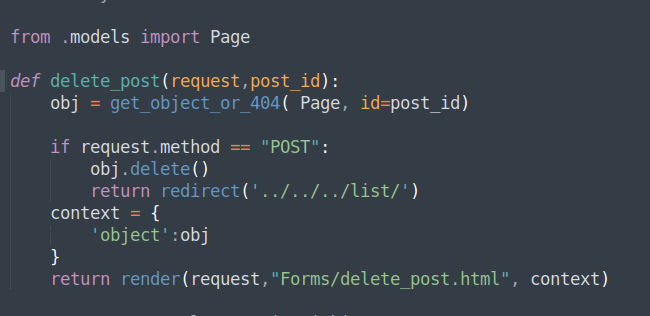 from .models import Page
def delete_post(request,post_id):
obj = get_object_or_404( Page, id=post_id)
if request.method == "POST":
obj.delete()
return redirect('../../../list/')
context = {
'object':obj
}
return render(request,"Forms/delete_post.html", context)